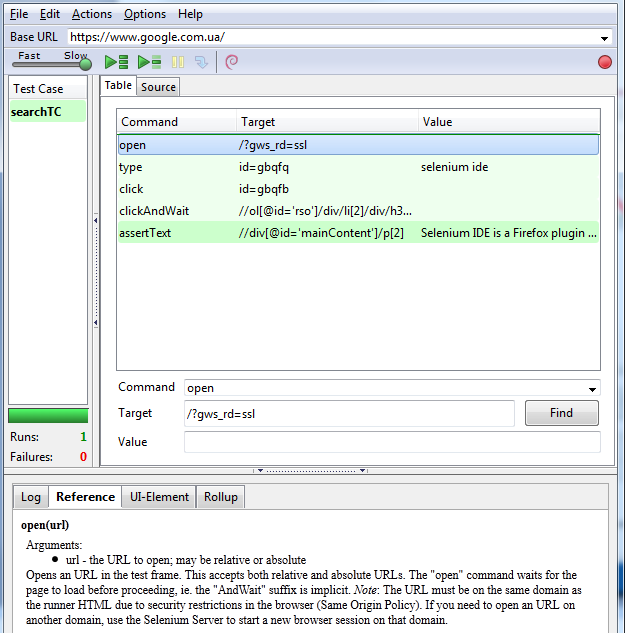 File Edit Actions Options Help
Base URL https://www.google.com.ua/
Fast Slow
Test Case
Table Source
searchTC
Command Target Value
open /?gws_rd=ssl
type id=gbqfq selenium ide
click id=gbqfb
clickAndWait //ol[@id='rso']/div/li[2]/div/h3...
assertText //div[@id='mainContent']/p[2] Selenium IDE is a Firefox plugin ...
Command open
Target /?gws_rd=ssl Find
Value
Runs: 1
Failures: 0
Log Reference UI-Element Rollup
open(url)
Arguments:
• url - the URL to open; may be relative or absolute
Opens an URL in the test frame. This accepts both relative and absolute URLs. The "open" command waits for the
page to load before proceeding, ie. the "AndWait" suffix is implicit. Note: The URL must be on the same domain as
the runner HTML due to security restrictions in the browser (Same Origin Policy). If you need to open an URL on
another domain, use the Selenium Server to start a new browser session on that domain.